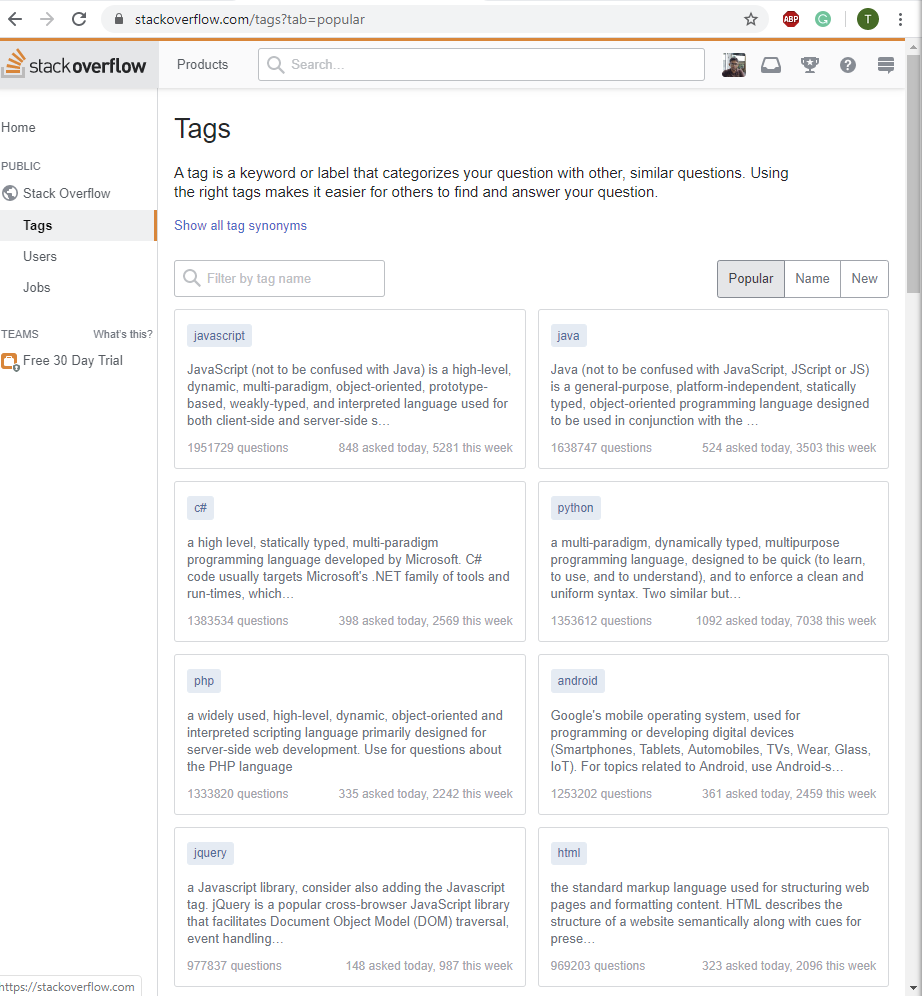 stackoverflow.com/tags?tab=popular
ABP
T
stackoverflow
Products
Search...
Home
PUBLIC
Stack Overflow
Tags
Users
Jobs
TEAMS
What's this?
Free 30 Day Trial
Tags
A tag is a keyword or label that categorizes your question with other, similar questions. Using
the right tags makes it easier for others to find and answer your question.
Show all tag synonyms
Filter by tag name
Popular
Name
New
javascript
JavaScript (not to be confused with Java) is a high-level,
dynamic, multi-paradigm, object-oriented, prototype-
based, weakly-typed, and interpreted language used for
both client-side and server-side s…
1951729 questions
848 asked today, 5281 this week
java
Java (not to be confused with JavaScript, JScript or JS)
is a general-purpose, platform-independent, statically
typed, object-oriented programming language designed
to be used in conjunction with the …
1638747 questions
524 asked today, 3503 this week
c#
a high level, statically typed, multi-paradigm
programming language developed by Microsoft. C#
code usually targets Microsoft's .NET family of tools and
run-times, which…
1383534 questions
398 asked today, 2569 this week
python
a multi-paradigm, dynamically typed, multipurpose
programming language, designed to be quick (to learn,
to use, and to understand), and to enforce a clean and
uniform syntax. Two similar but…
1353612 questions
1092 asked today, 7038 this week
php
a widely used, high-level, dynamic, object-oriented and
interpreted scripting language primarily designed for
server-side web development. Use for questions about
the PHP language
1333820 questions
335 asked today, 2242 this week
android
Google's mobile operating system, used for
programming or developing digital devices
(Smartphones, Tablets, Automobiles, TVs, Wear, Glass,
IoT). For topics related to Android, use Android-s…
1253202 questions
361 asked today, 2459 this week
jquery
a Javascript library, consider also adding the Javascript
tag. jQuery is a popular cross-browser JavaScript library
that facilitates Document Object Model (DOM) traversal,
event handling…
977837 questions
148 asked today, 987 this week
html
the standard markup language used for structuring web
pages and formatting content. HTML describes the
structure of a website semantically along with cues for
prese…
969203 questions
323 asked today, 2096 this week
https://stackoverflow.com